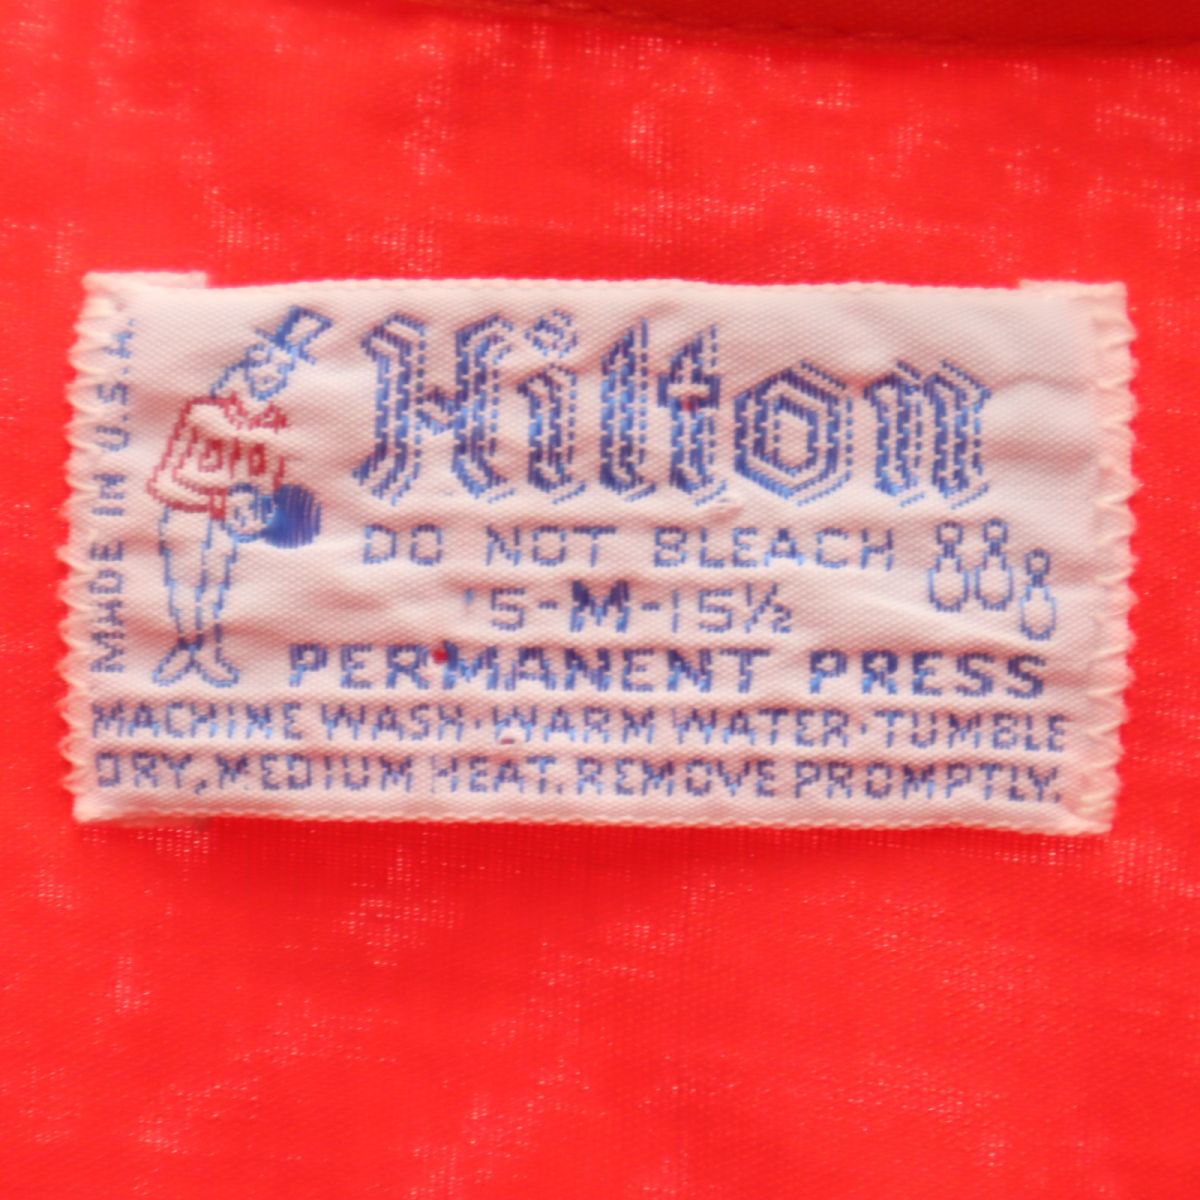 MADE IN U.S.A.
Hilton
DO NOT BLEACH
15-M-15½
PERMANENT PRESS
MACHINE WASH·WARM WATER·TUMBLE
DRY, MEDIUM HEAT. REMOVE PROMPTLY.